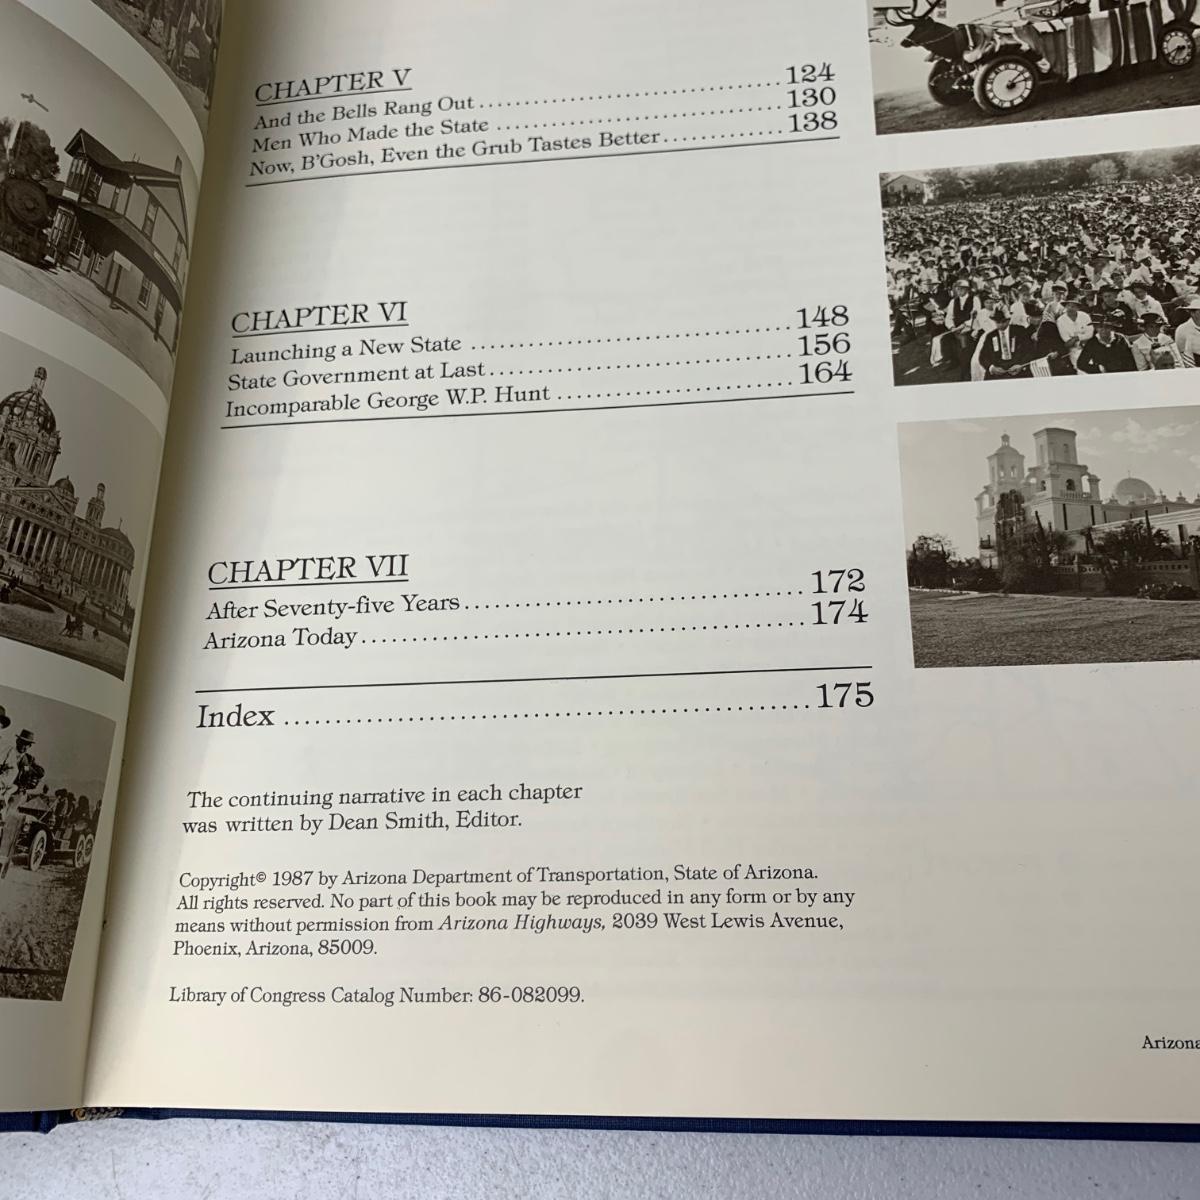 CHAPTER V
And the Bells Rang Out ........ 124
Men Who Made the State ........ 130
Now, B'Gosh, Even the Grub Tastes Better ........ 138
CHAPTER VI
Launching a New State ........ 148
State Government at Last ........ 156
Incomparable George W.P. Hunt ........ 164
CHAPTER VII
After Seventy-five Years ........ 172
Arizona Today ........ 174
Index ........ 175
The continuing narrative in each chapter
was written by Dean Smith, Editor.
Copyright© 1987 by Arizona Department of Transportation, State of Arizona.
All rights reserved. No part of this book may be reproduced in any form or by any
means without permission from Arizona Highways, 2039 West Lewis Avenue,
Phoenix, Arizona, 85009.
Library of Congress Catalog Number: 86-082099.
Arizona